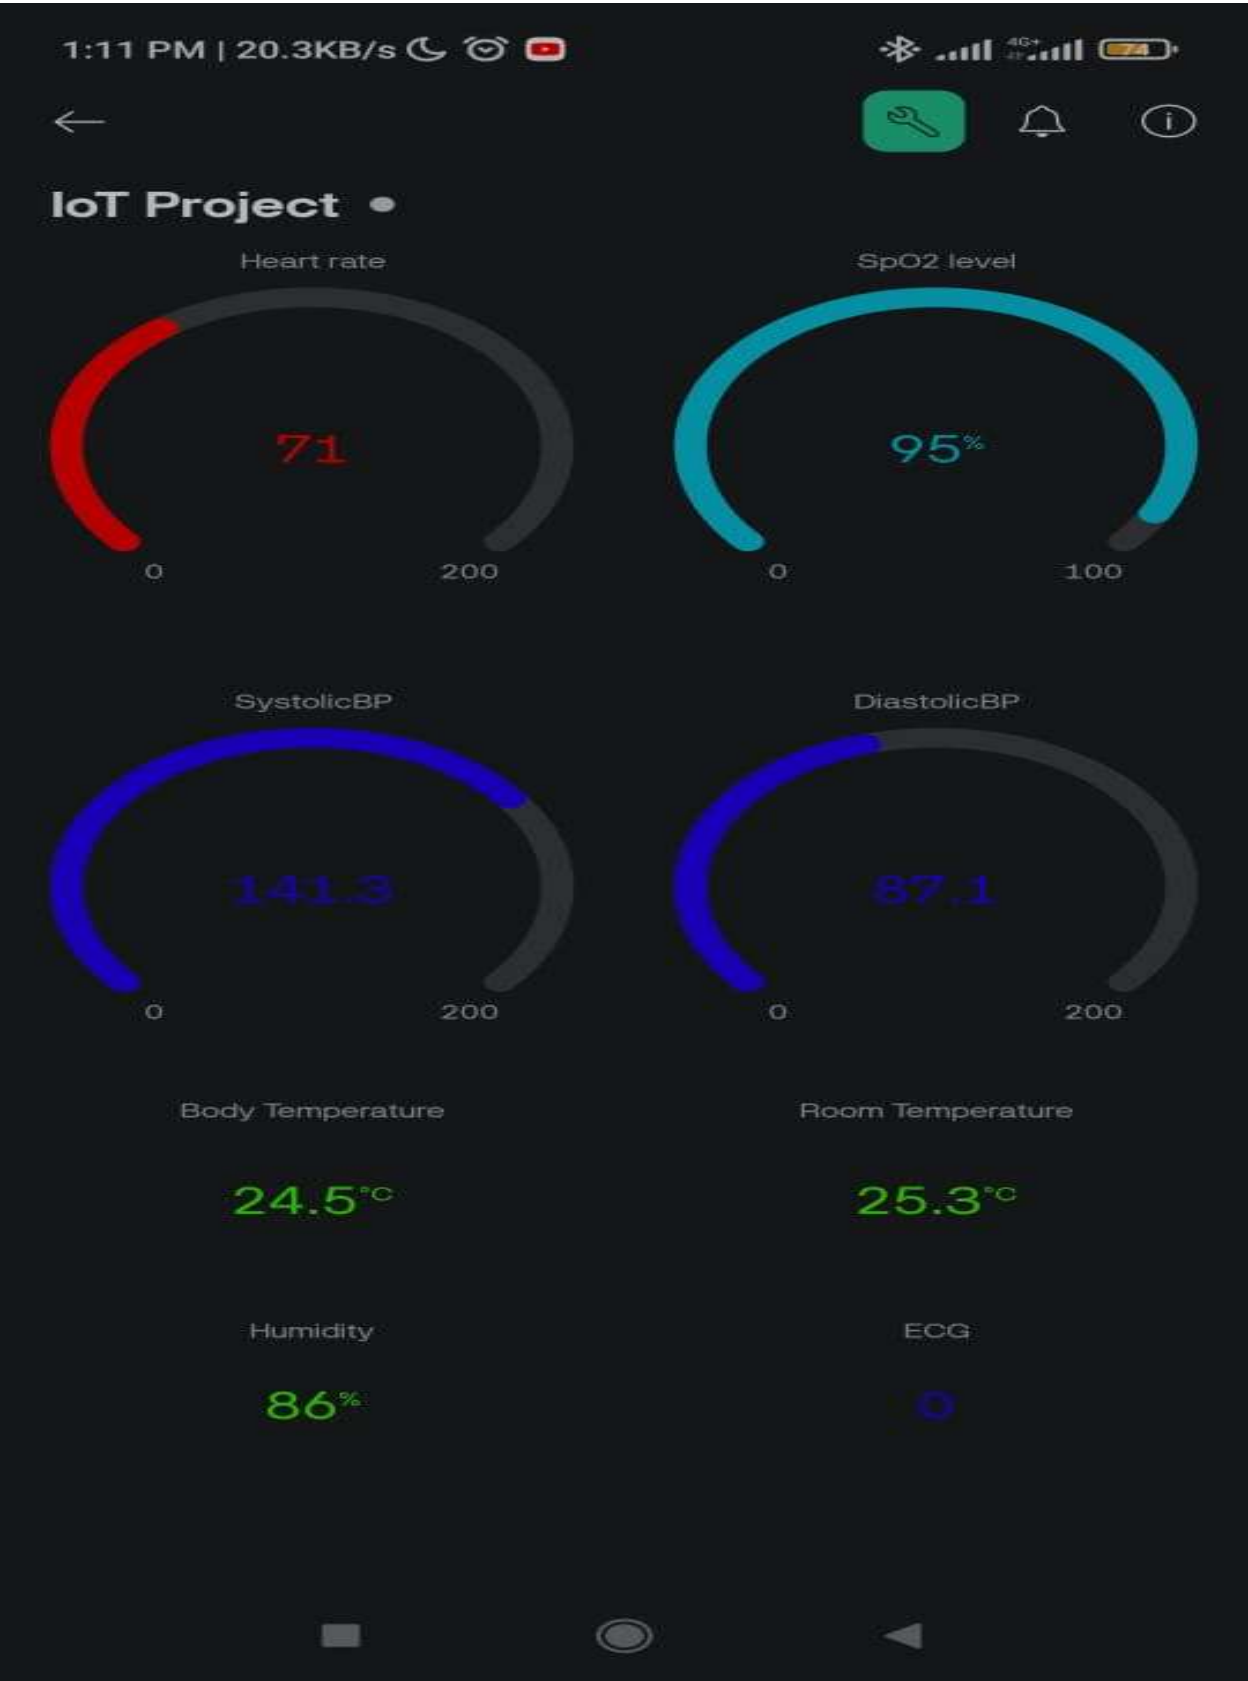 1:11 PM | 20.3KB/s 4G+ 74
IoT Project
Heart rate SpO2 level
71 95%
0 200 0 100
SystolicBP DiastolicBP
141.3 87.1
0 200 0 200
Body Temperature Room Temperature
24.5°C 25.3°C
Humidity ECG
86% 0